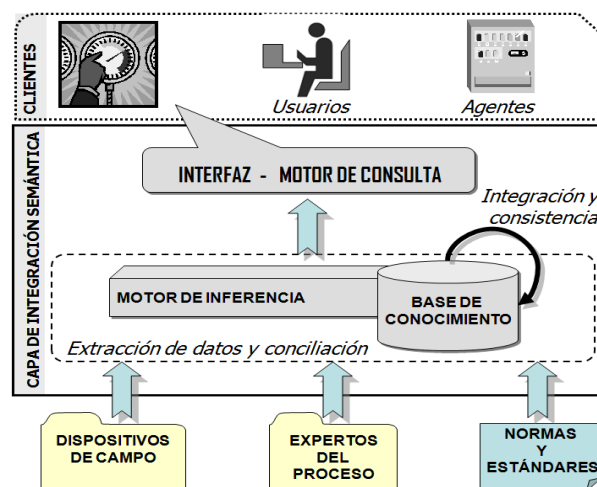 CLIENTES
Usuarios
Agentes
CAPA DE INTEGRACIÓN SEMÁNTICA
INTERFAZ - MOTOR DE CONSULTA
Integración y
consistencia
MOTOR DE INFERENCIA
BASE DE
CONOCIMIENTO
Extracción de datos y conciliación
DISPOSITIVOS
DE CAMPO
EXPERTOS
DEL
PROCESO
NORMAS
Y
ESTÁNDARES